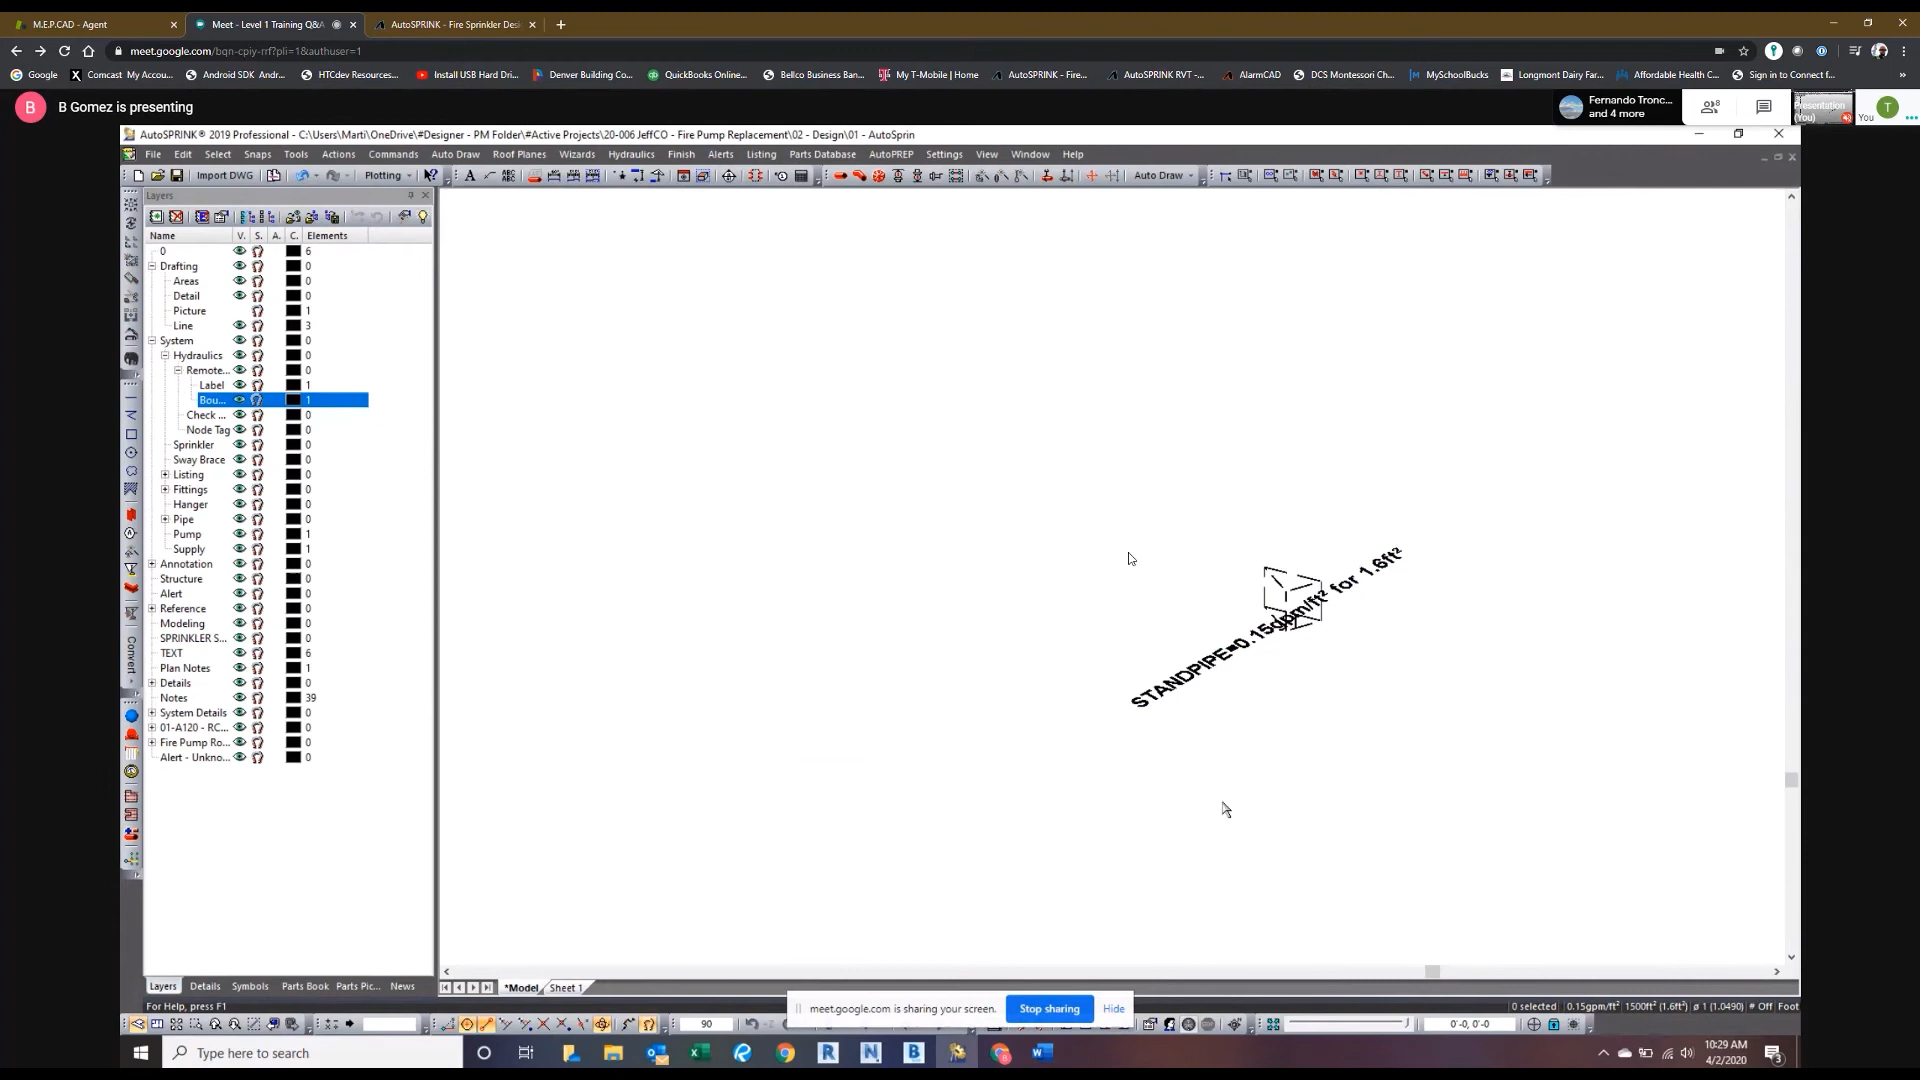 M.E.P.CAD - Agent
Meet - Level 1 Training Q&A
AutoSPRINK - Fire Sprinkler Des
meet.google.com/bqn-cpiy-rrf?pli=1&authuser=1
Google
Comcast My Accou...
Android SDK Andr...
HTCdev Resources...
Install USB Hard Dri...
Denver Building Co...
QuickBooks Online...
Bellco Business Ban...
My T-Mobile | Home
AutoSPRINK - Fire...
AutoSPRINK RVT -...
AlarmCAD
DCS Montessori Ch...
MySchoolBucks
Longmont Dairy Far...
Affordable Health C...
Sign in to Connect f...
B
B Gomez is presenting
Fernando Tronc...
and 4 more
8
Presentation
(You)
You
T
AutoSPRINK® 2019 Professional - C:\Users\Marti\OneDrive\#Designer - PM Folder\#Active Projects\20-006 JeffCO - Fire Pump Replacement\02 - Design\01 - AutoSprin
File Edit Select Snaps Tools Actions Commands Auto Draw Roof Planes Wizards Hydraulics Finish Alerts Listing Parts Database AutoPREP Settings View Window Help
Import DWG
Plotting
Auto Draw
Layers
Name V. S. A. C. Elements
0 6
Drafting 0
Areas 0
Detail 0
Picture 1
Line 3
System 0
Hydraulics 0
Remote... 0
Label 1
Bou... 1
Check ... 0
Node Tag 0
Sprinkler 0
Sway Brace 0
Listing 0
Fittings 0
Hanger 0
Pipe 0
Pump 1
Supply 1
Annotation 0
Structure 0
Alert 0
Reference 0
Modeling 0
SPRINKLER S... 0
TEXT 6
Plan Notes 1
Details 0
Notes 39
System Details 0
01-A120 - RC... 0
Fire Pump Ro... 0
Alert - Unkno... 0
Convert
STANDPIPE=0.15gpm/ft² for 1.6ft²
Layers Details Symbols Parts Book Parts Pic... News
*Model Sheet 1
For Help, press F1
meet.google.com is sharing your screen.
Stop sharing
Hide
0 selected 0.15gpm/ft² 1500ft² (1.6ft²) ø 1 (1.0490) # Off Foot
90
0'-0, 0'-0
Type here to search
10:29 AM
4/2/2020
3